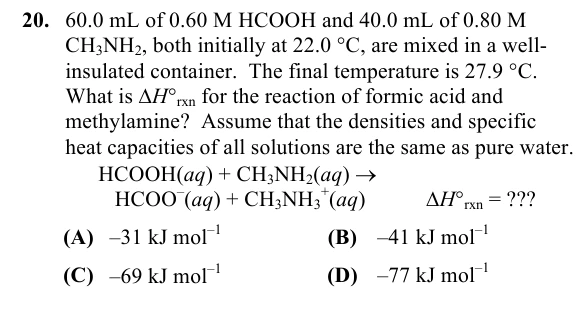 20. 60.0 mL of 0.60 M HCOOH and 40.0 mL of 0.80 M
CH₃NH₂, both initially at 22.0 °C, are mixed in a well-
insulated container. The final temperature is 27.9 °C.
What is ΔH°rxn for the reaction of formic acid and
methylamine? Assume that the densities and specific
heat capacities of all solutions are the same as pure water.
HCOOH(aq) + CH₃NH₂(aq) →
HCOO⁻(aq) + CH₃NH₃⁺(aq) ΔH°rxn = ???
(A) –31 kJ mol⁻¹ (B) –41 kJ mol⁻¹
(C) –69 kJ mol⁻¹ (D) –77 kJ mol⁻¹